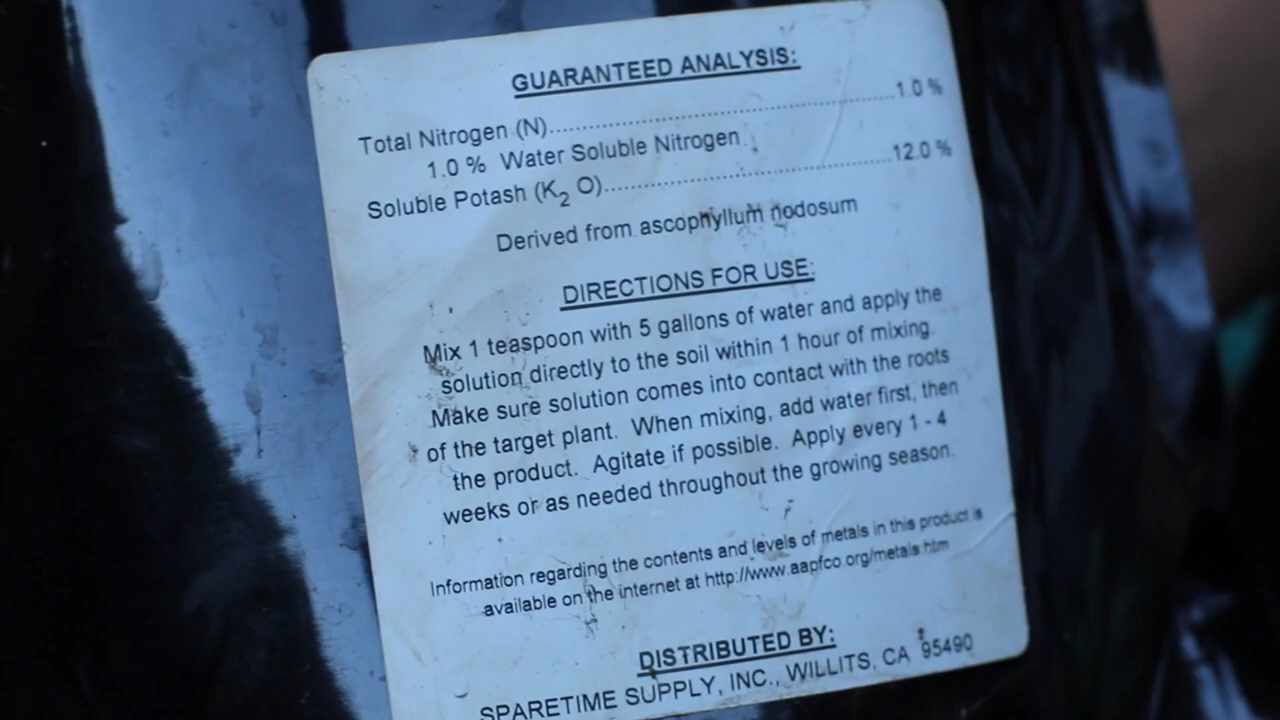 GUARANTEED ANALYSIS:
Total Nitrogen (N)..............................................1.0 %
1.0 % Water Soluble Nitrogen
Soluble Potash (K₂ O)......................................12.0 %
Derived from ascophyllum nodosum
DIRECTIONS FOR USE:
Mix 1 teaspoon with 5 gallons of water and apply the
solution directly to the soil within 1 hour of mixing.
Make sure solution comes into contact with the roots
of the target plant. When mixing, add water first, then
the product. Agitate if possible. Apply every 1 - 4
weeks or as needed throughout the growing season.
Information regarding the contents and levels of metals in this product is
available on the internet at http://www.aapfco.org/metals.htm
DISTRIBUTED BY:
SPARETIME SUPPLY, INC., WILLITS, CA 95490